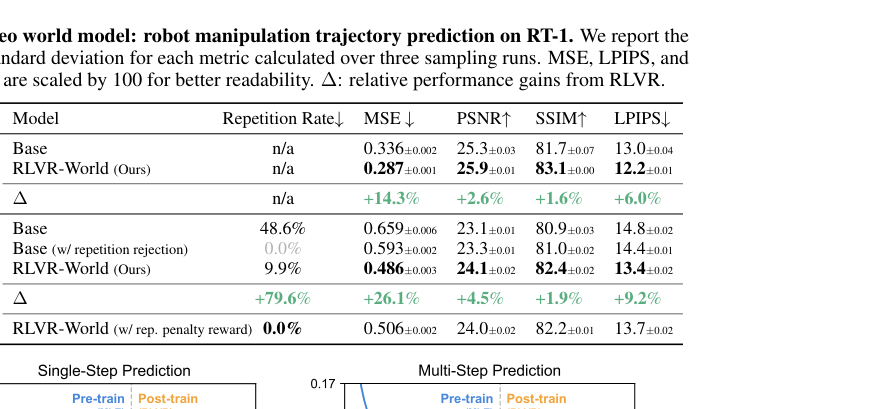 eo world model: robot manipulation trajectory prediction on RT-1. We report the
ndard deviation for each metric calculated over three sampling runs. MSE, LPIPS, and
are scaled by 100 for better readability. Δ: relative performance gains from RLVR.
Model Repetition Rate↓ MSE ↓ PSNR↑ SSIM↑ LPIPS↓
Base n/a 0.336±0.002 25.3±0.03 81.7±0.07 13.0±0.04
RLVR-World (Ours) n/a 0.287±0.001 25.9±0.01 83.1±0.00 12.2±0.01
Δ n/a +14.3% +2.6% +1.6% +6.0%
Base 48.6% 0.659±0.006 23.1±0.01 80.9±0.03 14.8±0.02
Base (w/ repetition rejection) 0.0% 0.593±0.002 23.3±0.01 81.0±0.02 14.4±0.01
RLVR-World (Ours) 9.9% 0.486±0.003 24.1±0.02 82.4±0.02 13.4±0.02
Δ +79.6% +26.1% +4.5% +1.9% +9.2%
RLVR-World (w/ rep. penalty reward) 0.0% 0.506±0.002 24.0±0.02 82.2±0.01 13.7±0.02
Single-Step Prediction Multi-Step Prediction
0.17
Pre-train Post-train Pre-train Post-train